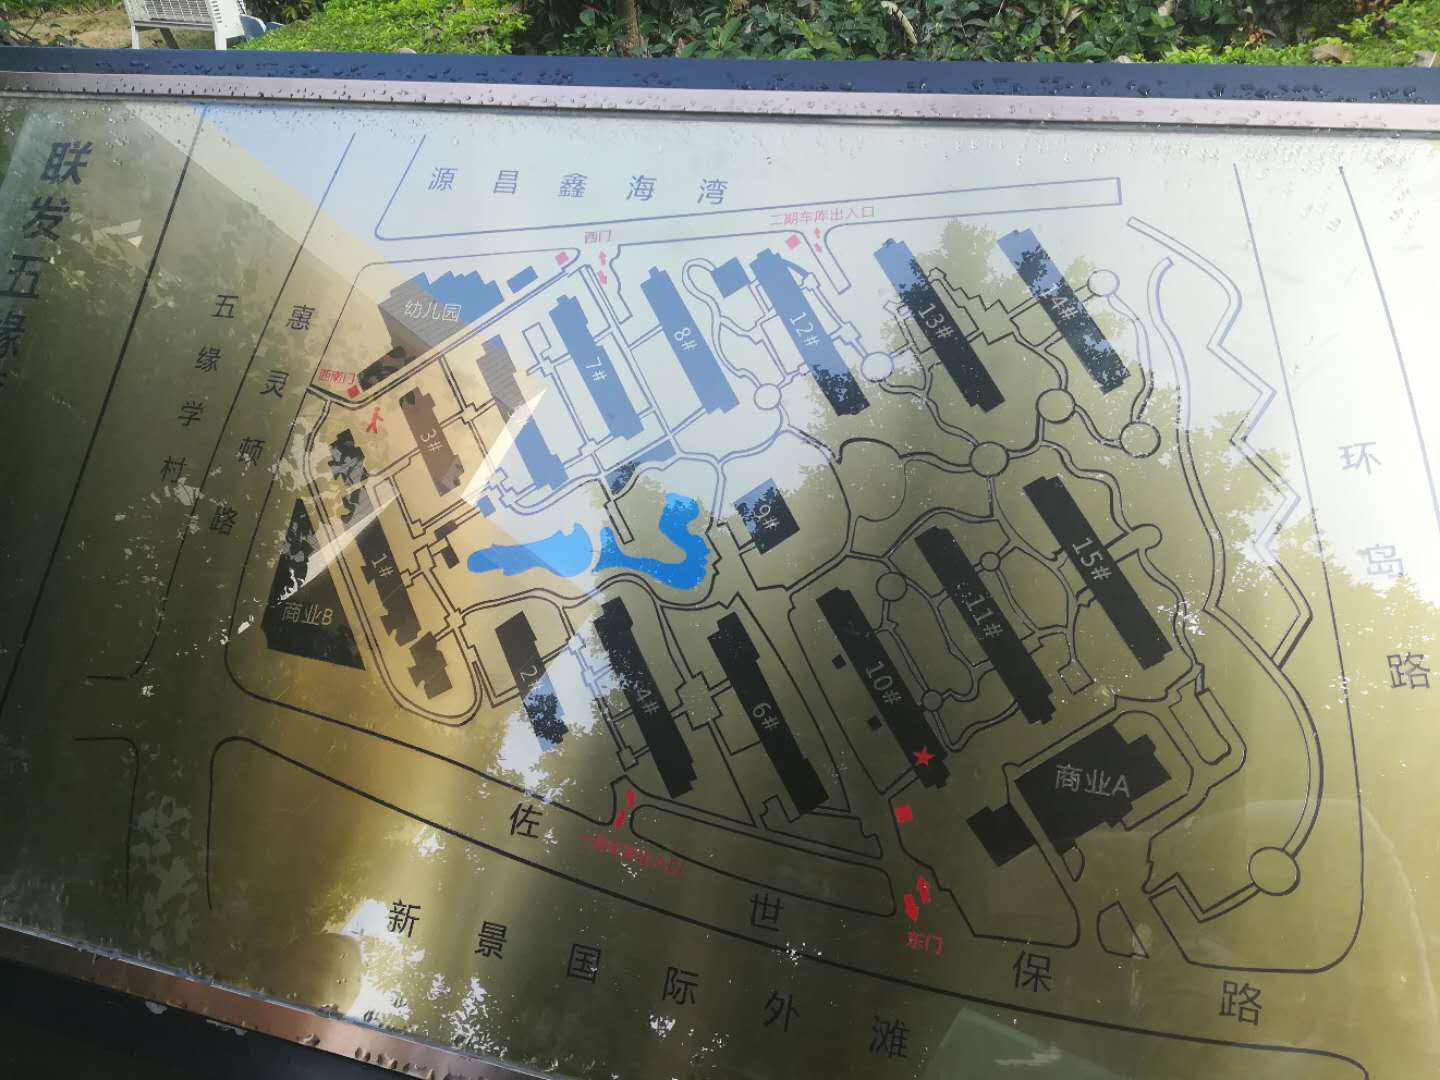 联发五缘
源昌鑫海湾
二期车库出入口
西门
幼儿园
五缘学村
惠灵顿路
西南门
14#
13#
12#
8#
7#
3#
环岛路
9#
15#
1#
11#
商业B
2#
4#
6#
10#
商业A
一期车库出入口
佐世保路
东门
新景国际外滩